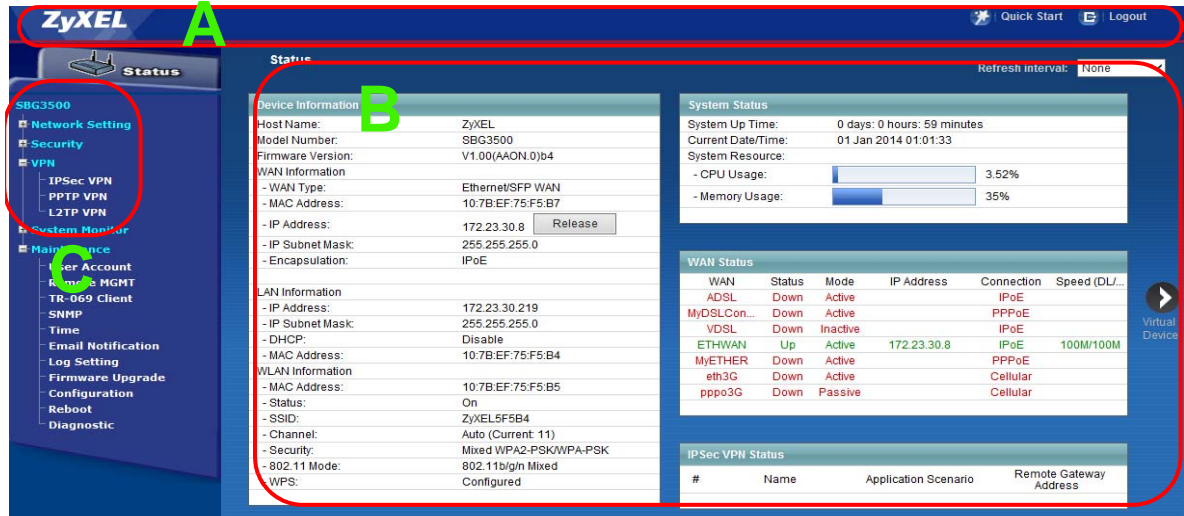 ZyXEL
A
Quick Start Logout
Status
Status
Refresh interval: None
SBG3500
Network Setting
Security
VPN
IPSec VPN
PPTP VPN
L2TP VPN
System Monitor
Maintenance
User Account
Remote MGMT
TR-069 Client
SNMP
Time
Email Notification
Log Setting
Firmware Upgrade
Configuration
Reboot
Diagnostic
C
B
Device Information
Host Name: ZyXEL
Model Number: SBG3500
Firmware Version: V1.00(AAON.0)b4
WAN Information
- WAN Type: Ethernet/SFP WAN
- MAC Address: 10:7B:EF:75:F5:B7
- IP Address: 172.23.30.8 Release
- IP Subnet Mask: 255.255.255.0
- Encapsulation: IPoE
LAN Information
- IP Address: 172.23.30.219
- IP Subnet Mask: 255.255.255.0
- DHCP: Disable
- MAC Address: 10:7B:EF:75:F5:B4
WLAN Information
- MAC Address: 10:7B:EF:75:F5:B5
- Status: On
- SSID: ZyXEL5F5B4
- Channel: Auto (Current: 11)
- Security: Mixed WPA2-PSK/WPA-PSK
- 802.11 Mode: 802.11b/g/n Mixed
- WPS: Configured
System Status
System Up Time: 0 days: 0 hours: 59 minutes
Current Date/Time: 01 Jan 2014 01:01:33
System Resource:
- CPU Usage: 3.52%
- Memory Usage: 35%
WAN Status
WAN Status Mode IP Address Connection Speed (DL/...
ADSL Down Active IPoE
MyDSLCon... Down Active PPPoE
VDSL Down Inactive IPoE
ETHWAN Up Active 172.23.30.8 IPoE 100M/100M
MyETHER Down Active PPPoE
eth3G Down Active Cellular
pppo3G Down Passive Cellular
IPSec VPN Status
# Name Application Scenario Remote Gateway
Address
Virtual
Device